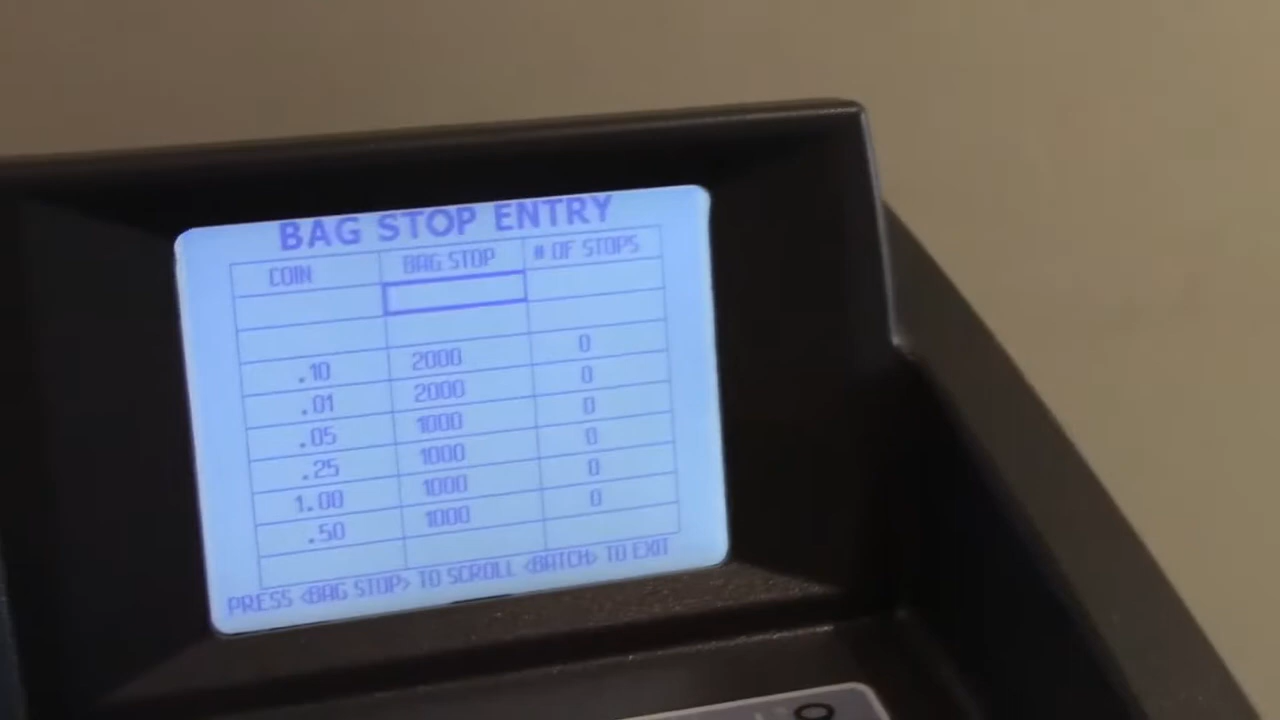 BAG STOP ENTRY
COIN BAG STOP # OF STOPS
.10 2000 0
.01 2000 0
.05 1000 0
.25 1000 0
1.00 1000 0
.50 1000 0
PRESS <BAG STOP> TO SCROLL <BATCH> TO EXIT